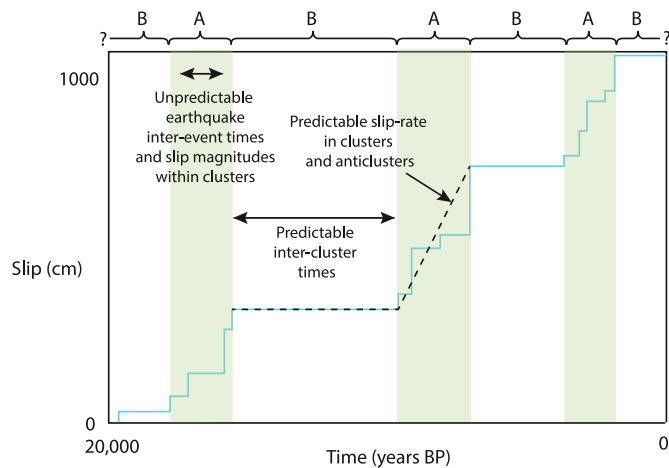 B A B A B A B
? ?
1000
Unpredictable
earthquake
inter-event times
and slip magnitudes
within clusters
Predictable slip-rate
in clusters
and anticlusters
Predictable
inter-cluster
times
Slip (cm)
0
20,000
Time (years BP)
0